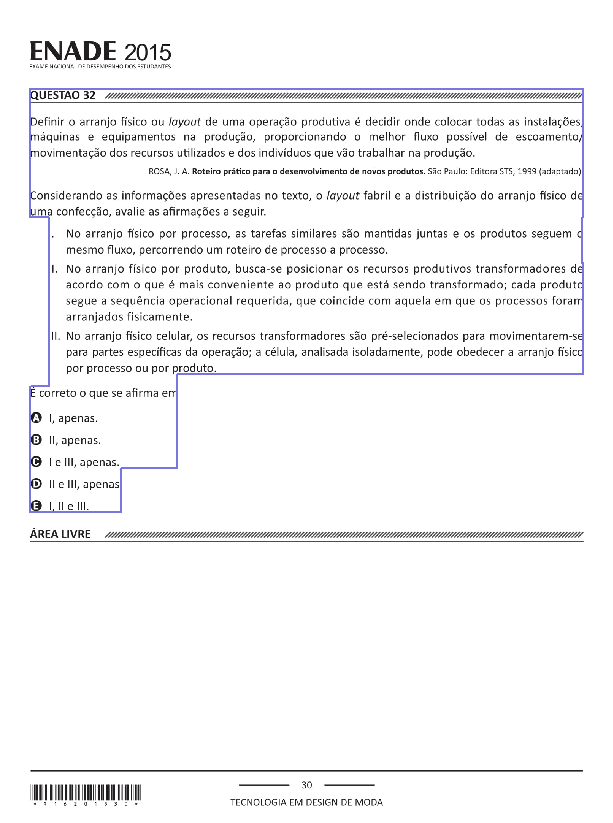 ENADE 2015
EXAME NACIONAL DE DESEMPENHO DOS ESTUDANTES
QUESTÃO 32
Definir o arranjo físico ou layout de uma operação produtiva é decidir onde colocar todas as instalações,
máquinas e equipamentos na produção, proporcionando o melhor fluxo possível de escoamento/
movimentação dos recursos utilizados e dos indivíduos que vão trabalhar na produção.
ROSA, J. A. Roteiro prático para o desenvolvimento de novos produtos. São Paulo: Editora STS, 1999 (adaptado).
Considerando as informações apresentadas no texto, o layout fabril e a distribuição do arranjo físico de
uma confecção, avalie as afirmações a seguir.
I. No arranjo físico por processo, as tarefas similares são mantidas juntas e os produtos seguem o
mesmo fluxo, percorrendo um roteiro de processo a processo.
II. No arranjo físico por produto, busca-se posicionar os recursos produtivos transformadores de
acordo com o que é mais conveniente ao produto que está sendo transformado; cada produto
segue a sequência operacional requerida, que coincide com aquela em que os processos foram
arranjados fisicamente.
III. No arranjo físico celular, os recursos transformadores são pré-selecionados para movimentarem-se
para partes específicas da operação; a célula, analisada isoladamente, pode obedecer a arranjo físico
por processo ou por produto.
É correto o que se afirma em
A I, apenas.
B II, apenas.
C I e III, apenas.
D II e III, apenas
E I, II e III.
ÁREA LIVRE
30
TECNOLOGIA EM DESIGN DE MODA